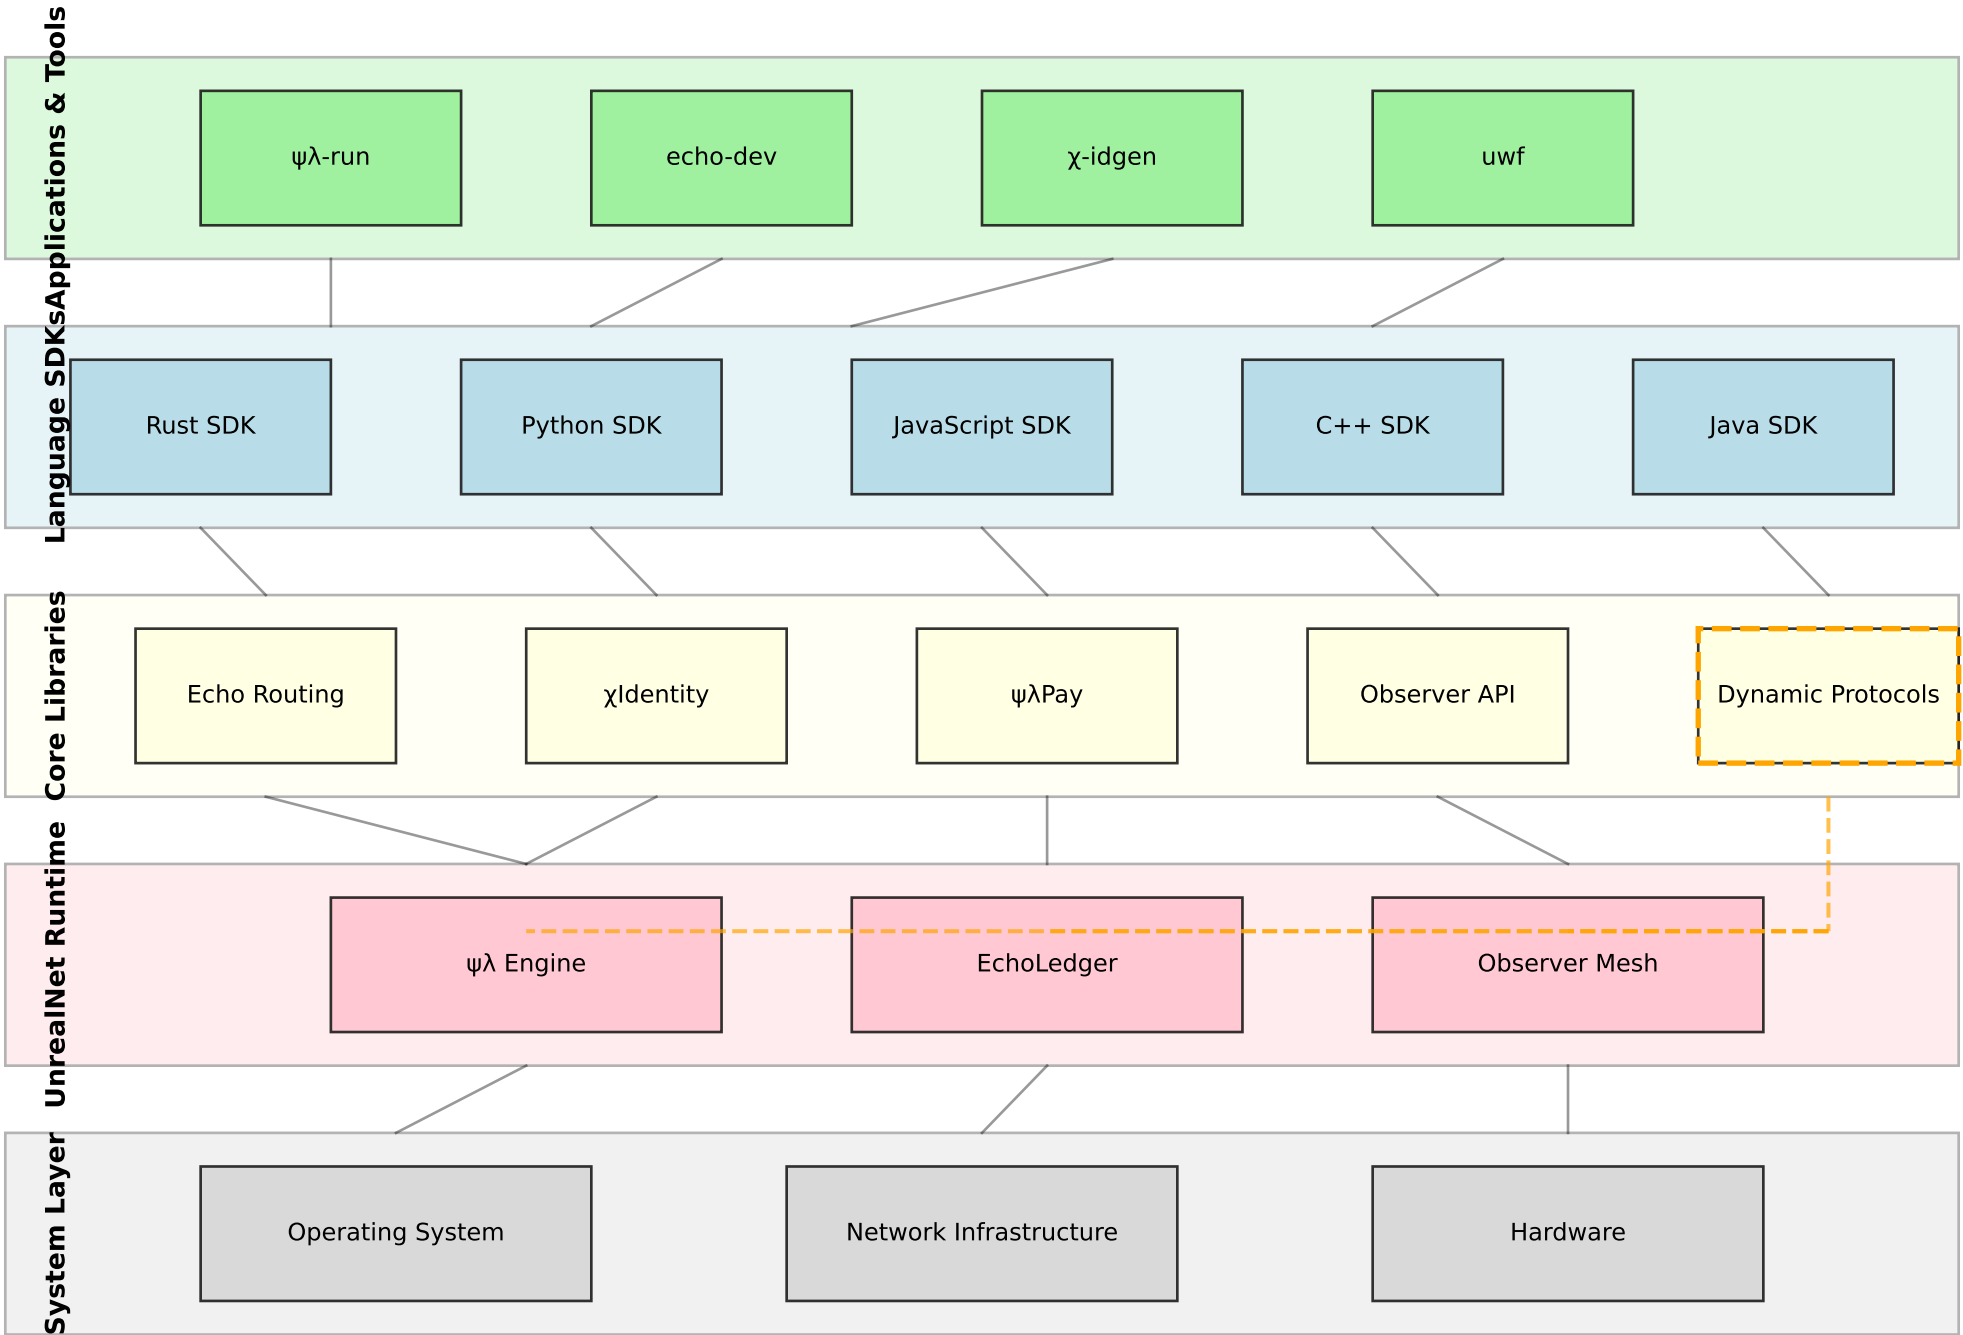 Applications & Tools
ψλ-run
echo-dev
χ-idgen
uwf
Language SDKs
Rust SDK
Python SDK
JavaScript SDK
C++ SDK
Java SDK
Core Libraries
Echo Routing
χIdentity
ψλPay
Observer API
Dynamic Protocols
UnrealNet Runtime
ψλ Engine
EchoLedger
Observer Mesh
System Layer
Operating System
Network Infrastructure
Hardware